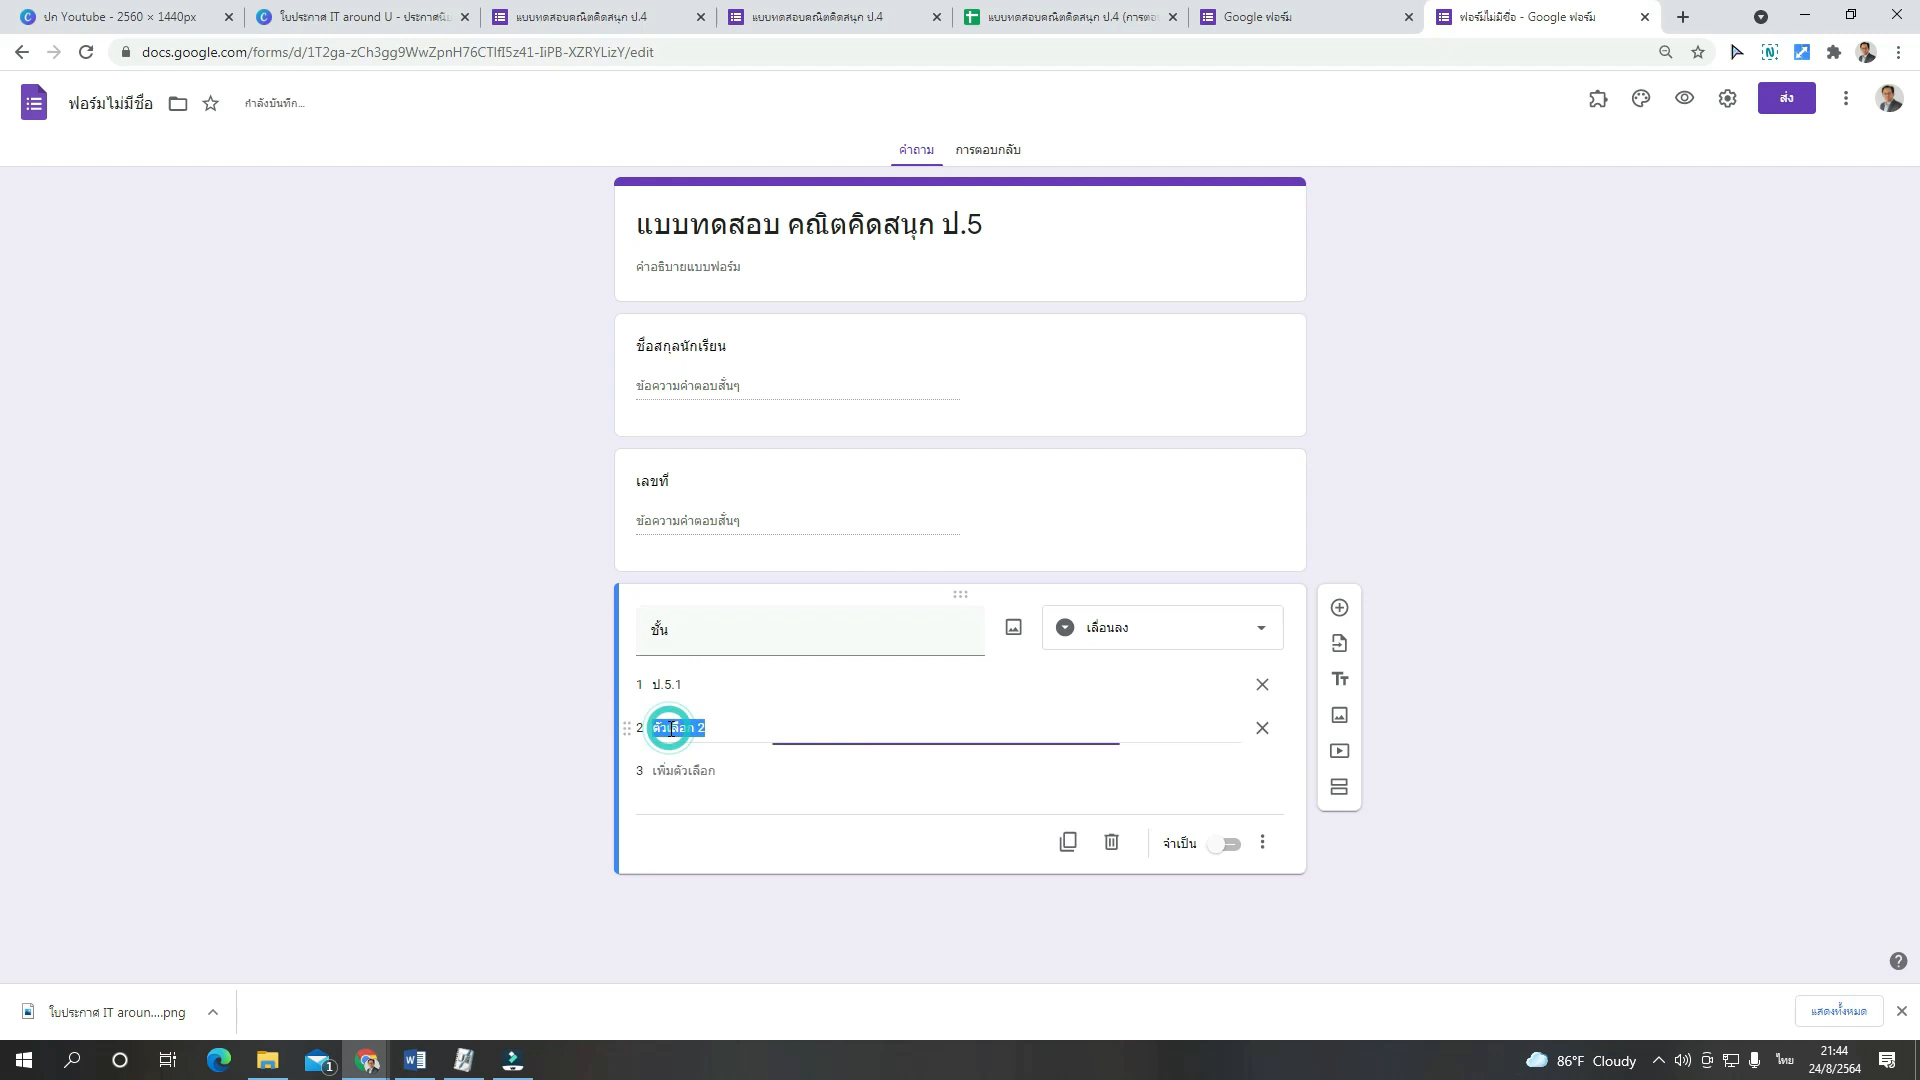 ปก Youtube - 2560 × 1440px
ใบประกาศ IT around U - ประกาศนีย
แบบทดสอบคณิตคิดสนุก ป.4
แบบทดสอบคณิตคิดสนุก ป.4
แบบทดสอบคณิตคิดสนุก ป.4 (การตอบ
Google ฟอร์ม
ฟอร์มไม่มีชื่อ - Google ฟอร์ม
docs.google.com/forms/d/1T2ga-zCh3gg9WwZpnH76CTlfI5z41-IiPB-XZRYLizY/edit
ฟอร์มไม่มีชื่อ
กำลังบันทึก...
ส่ง
คำถาม
การตอบกลับ
แบบทดสอบ คณิตคิดสนุก ป.5
คำอธิบายแบบฟอร์ม
ชื่อสกุลนักเรียน
ข้อความคำตอบสั้นๆ
เลขที่
ข้อความคำตอบสั้นๆ
ชั้น
เลื่อนลง
1 ป.5.1
2 ตัวเลือก 2
3 เพิ่มตัวเลือก
จำเป็น
ใบประกาศ IT aroun....png
แสดงทั้งหมด
1
86°F Cloudy
ไทย
21:44
24/8/2564